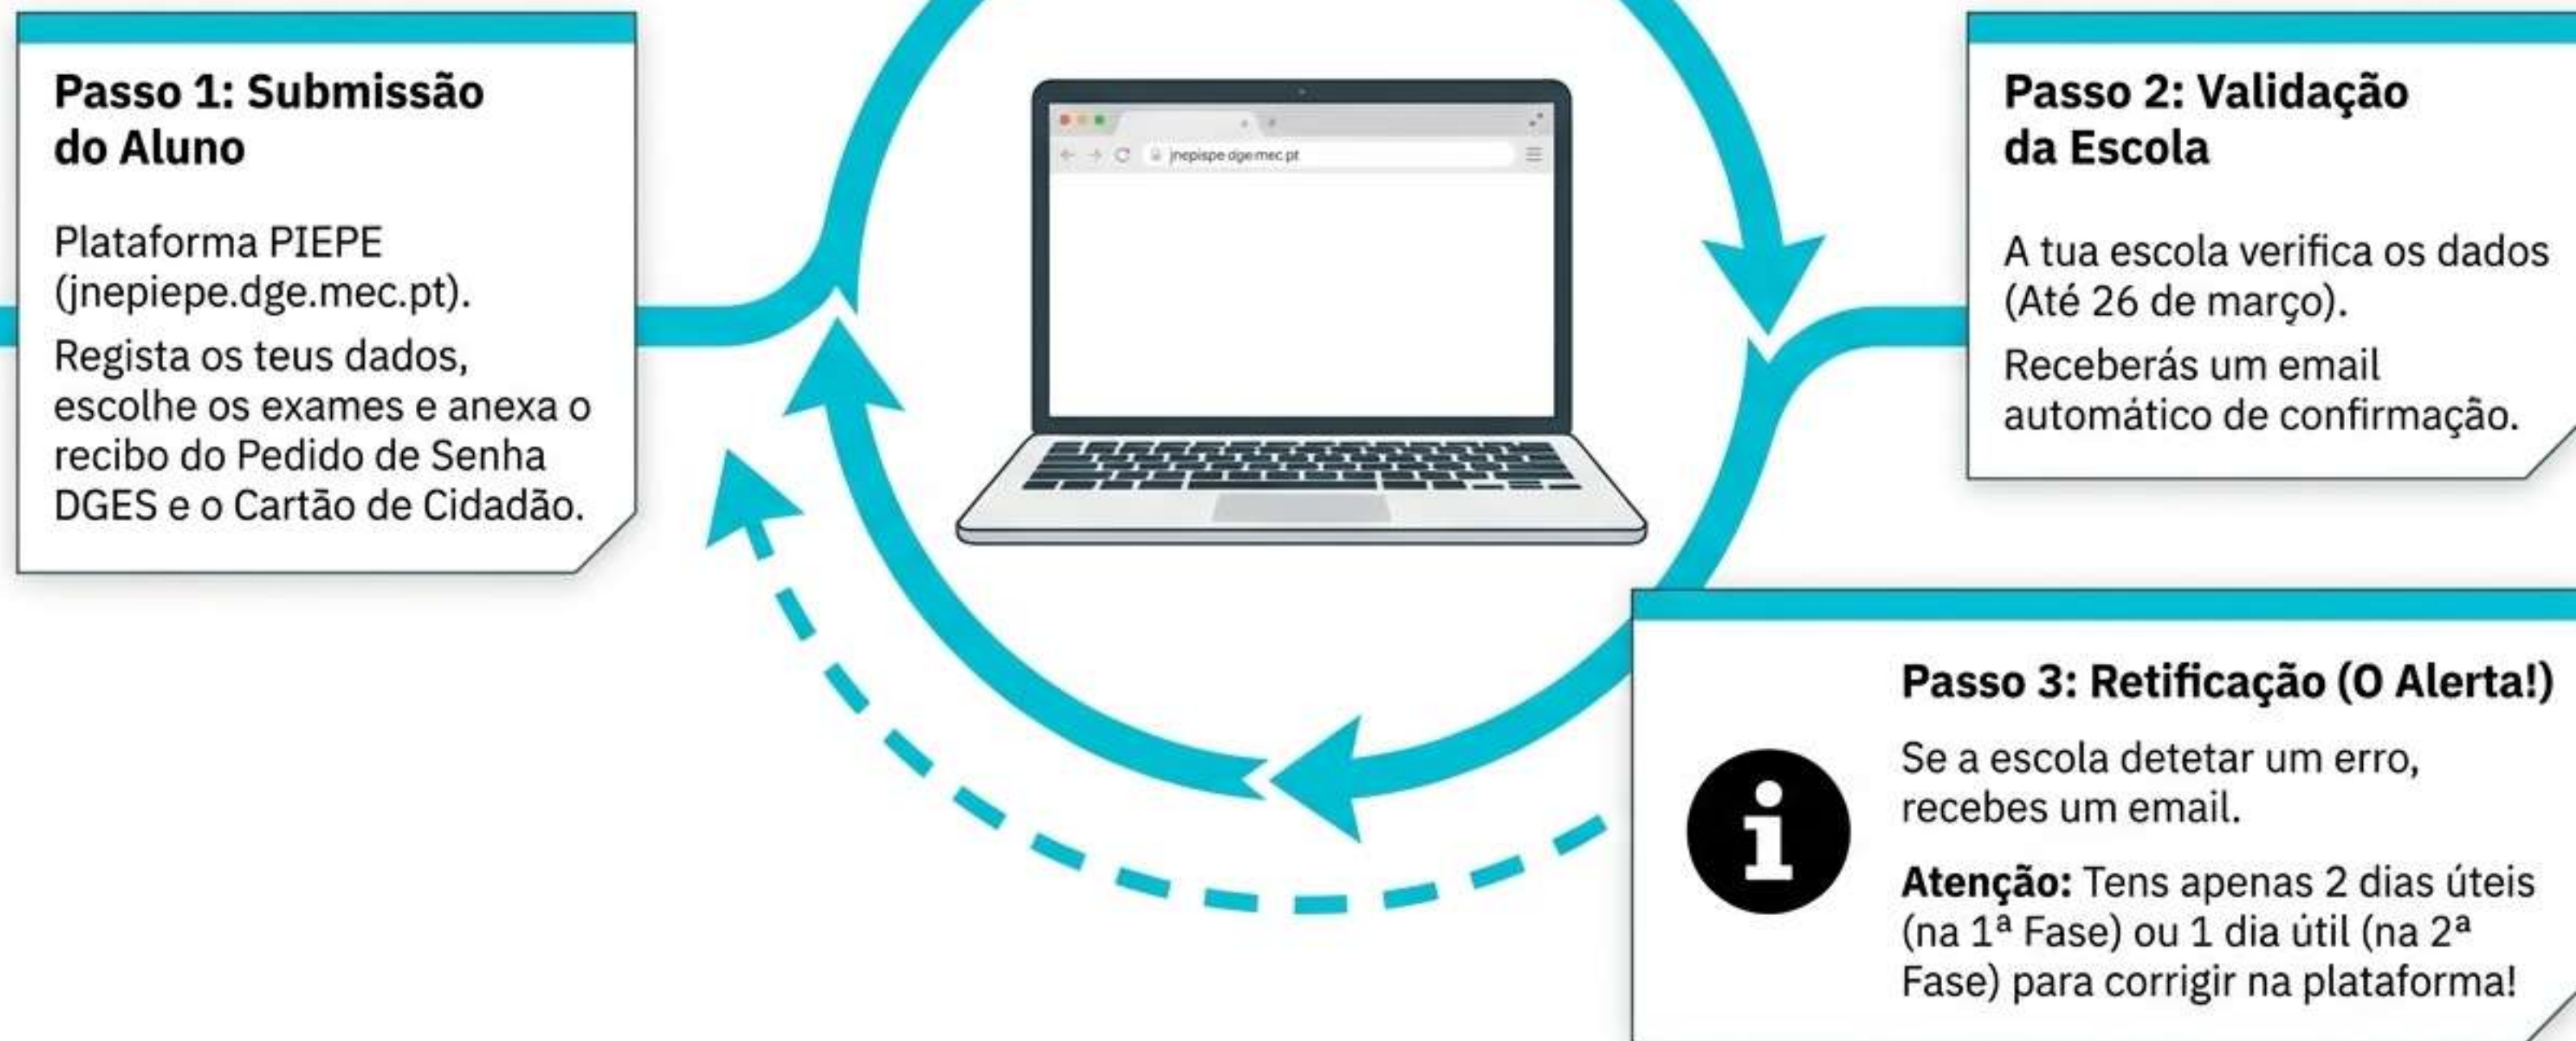 Passo 1: Submissão
do Aluno
Plataforma PIEPE
(jnepiepe.dge.mec.pt).
Regista os teus dados,
escolhe os exames e anexa o
recibo do Pedido de Senha
DGES e o Cartão de Cidadão.
jnepispe dge mec.pt
Passo 2: Validação
da Escola
A tua escola verifica os dados
(Até 26 de março).
Receberás um email
automático de confirmação.
Passo 3: Retificação (O Alerta!)
Se a escola detetar um erro,
recebes um email.
Atenção: Tens apenas 2 dias úteis
(na 1ª Fase) ou 1 dia útil (na 2ª
Fase) para corrigir na plataforma!